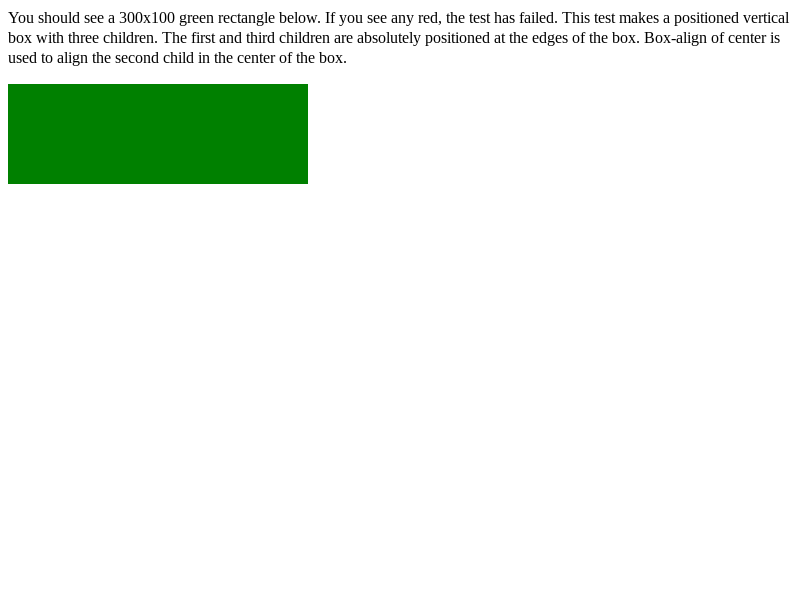 You should see a 300x100 green rectangle below. If you see any red, the test has failed. This test makes a positioned vertical
box with three children. The first and third children are absolutely positioned at the edges of the box. Box-align of center is
used to align the second child in the center of the box.